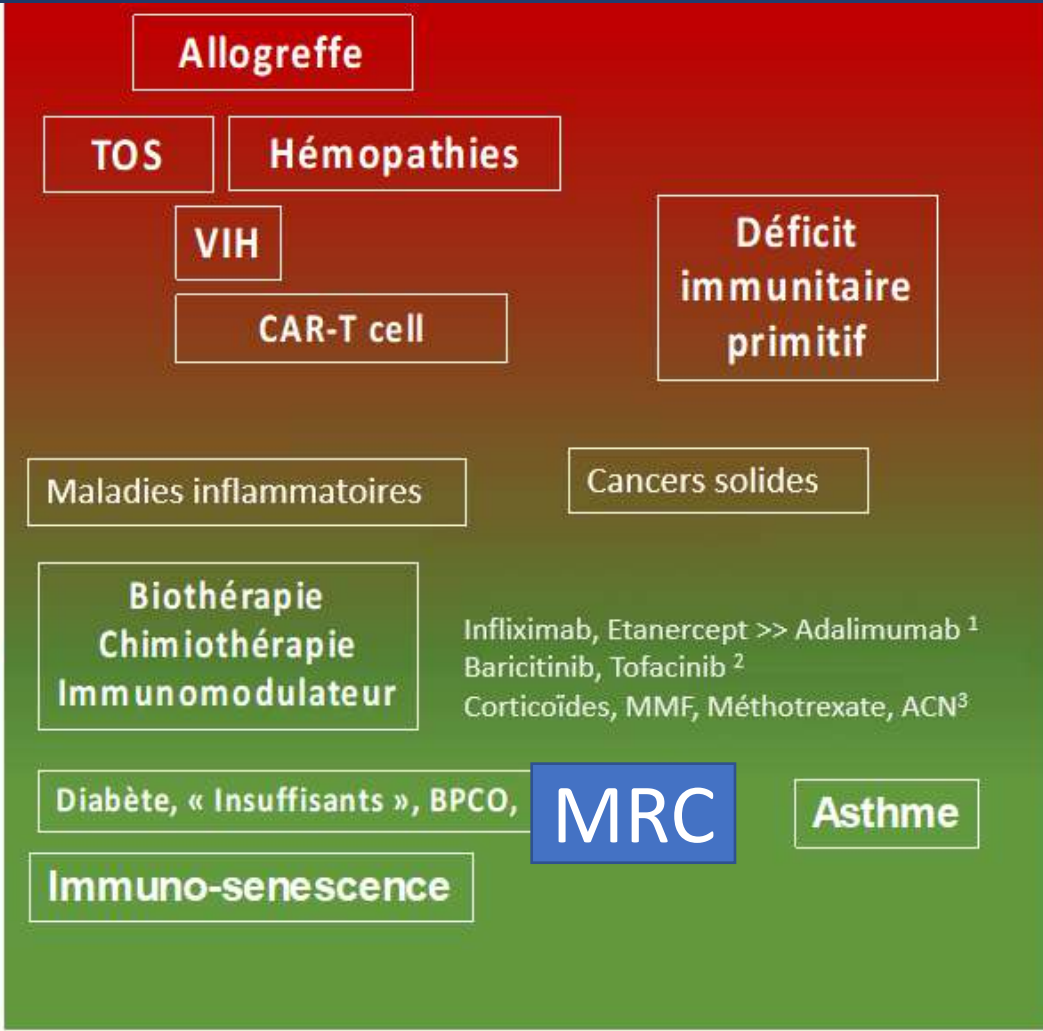 Allogreffe
TOS
Hémopathies
VIH
Déficit
immunitaire
primitif
CAR-T cell
Maladies inflammatoires
Cancers solides
Biothérapie
Chimiothérapie
Immunomodulateur
Infliximab, Etanercept >> Adalimumab ¹
Baricitinib, Tofacinib ²
Corticoïdes, MMF, Méthotrexate, ACN³
Diabète, « Insuffisants », BPCO,
MRC
Asthme
Immuno-senescence